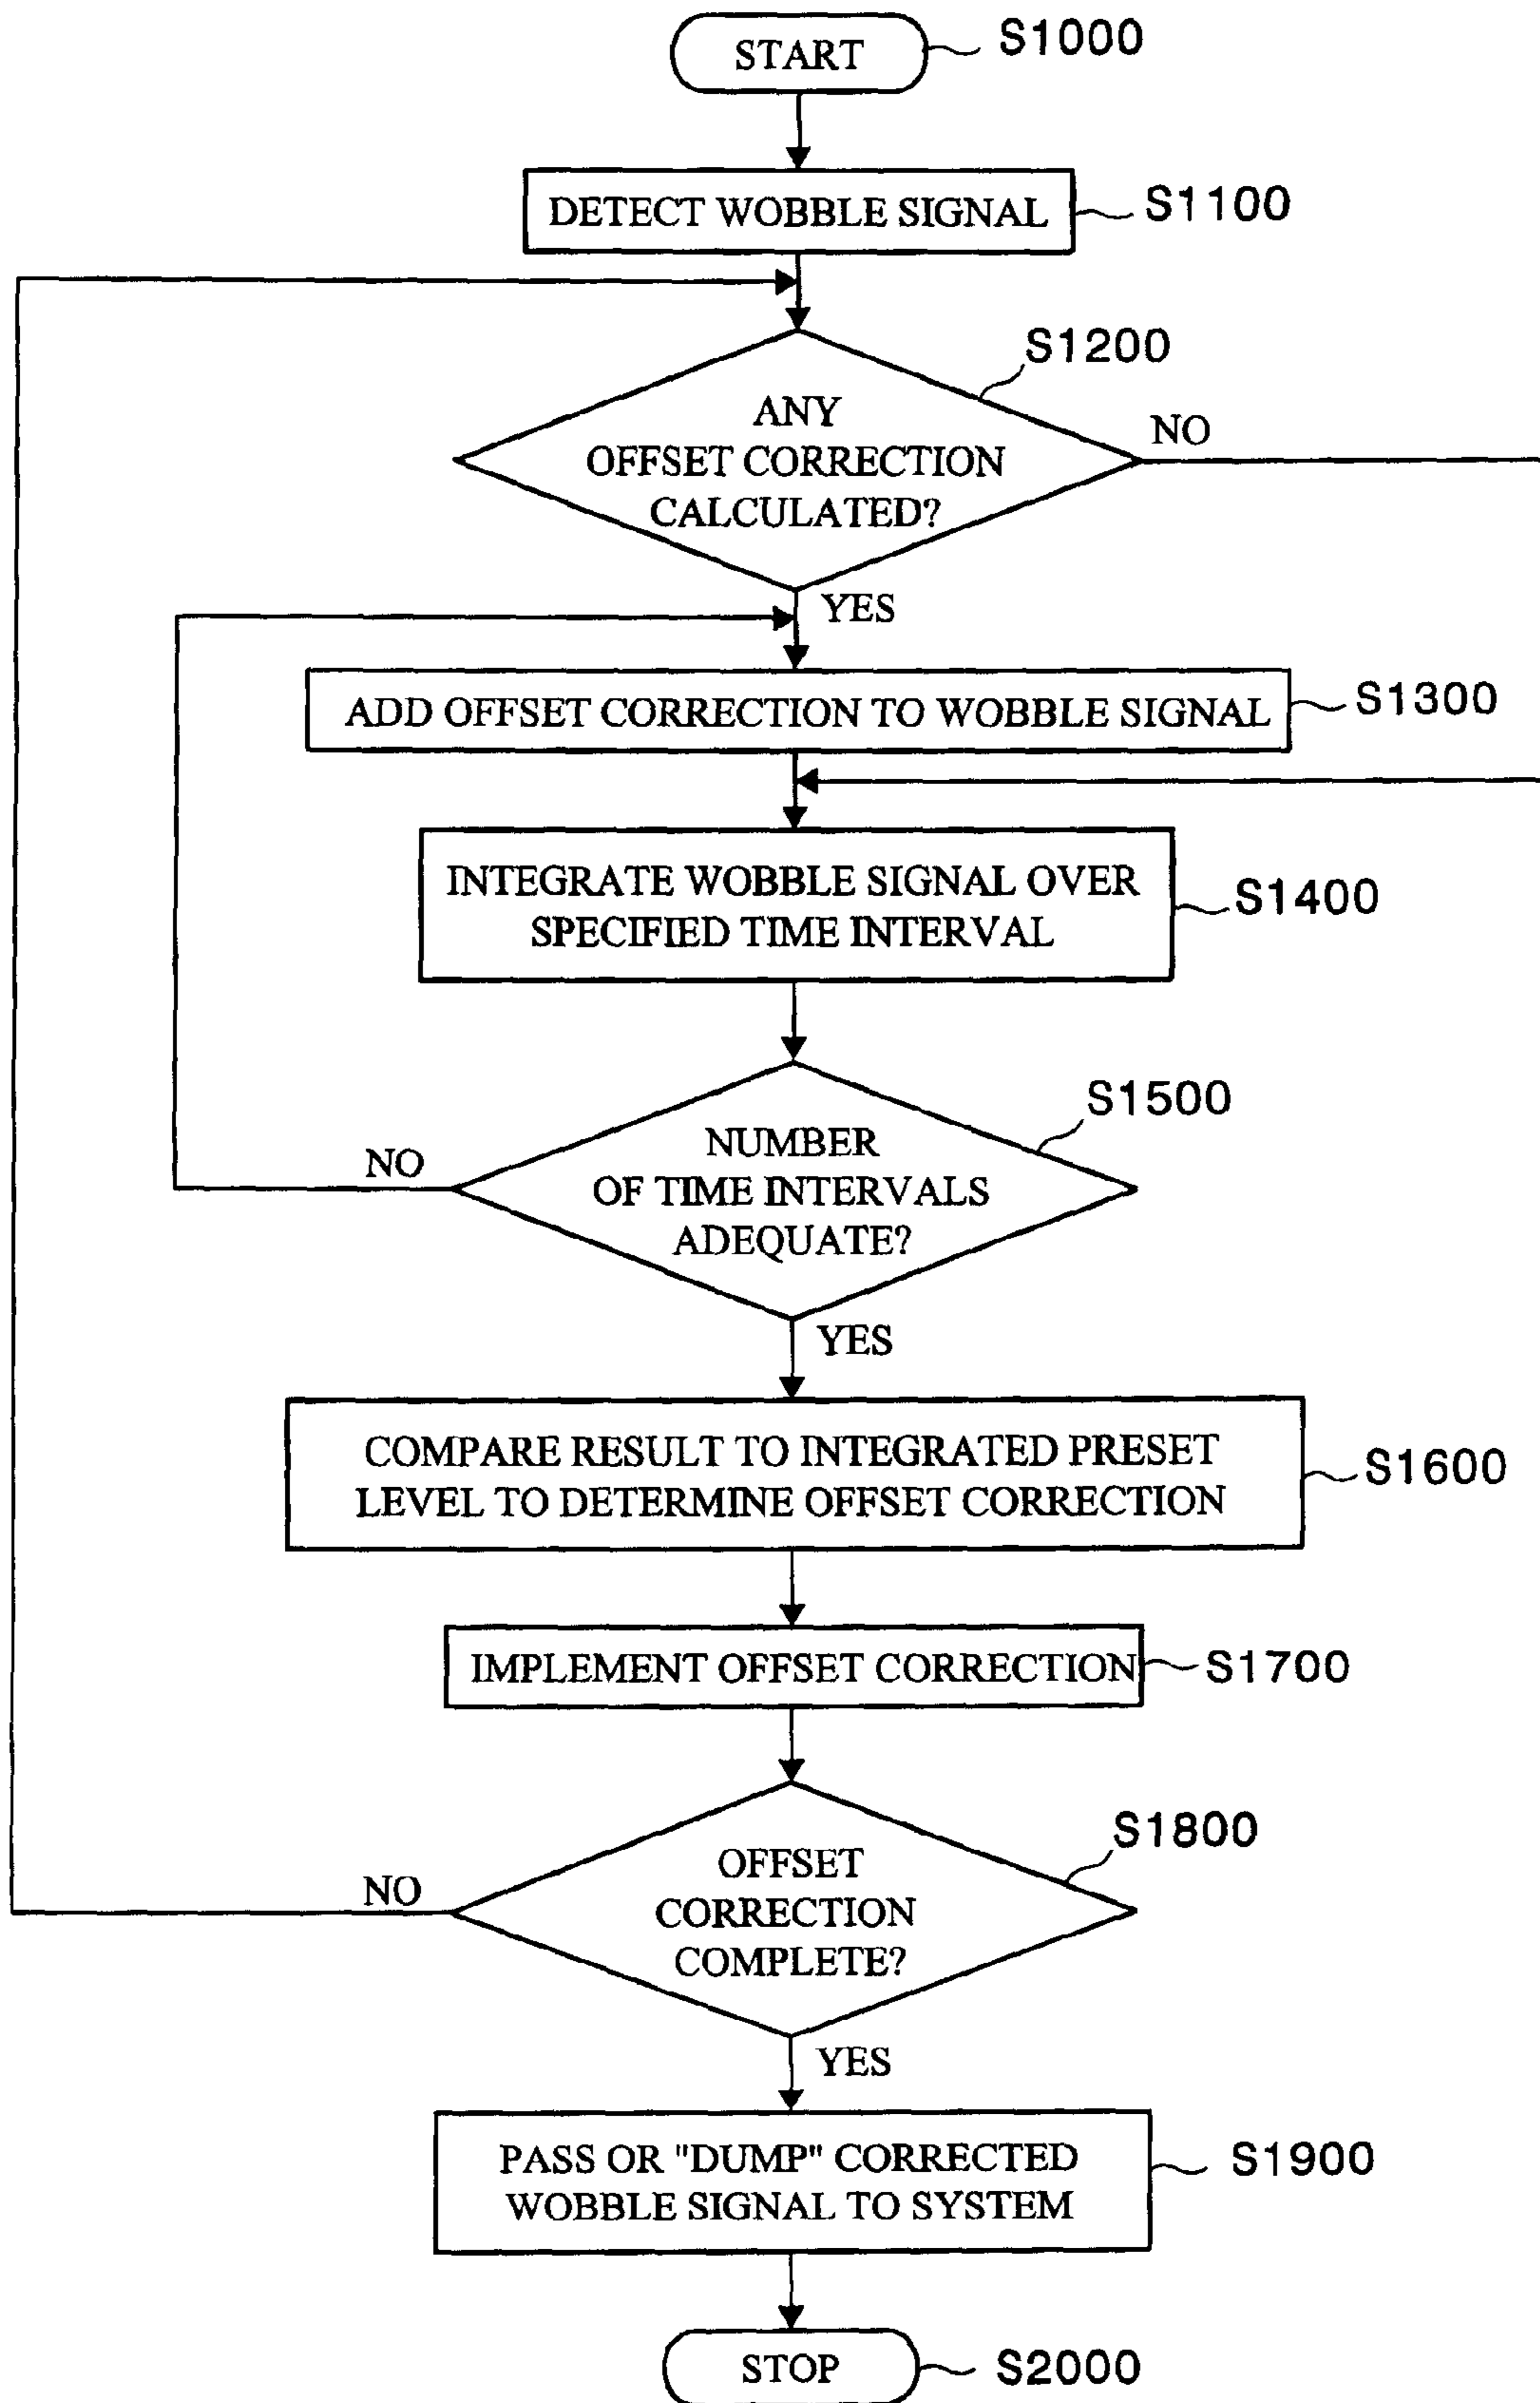 START
S1000
DETECT WOBBLE SIGNAL
S1100
S1200
ANY
OFFSET CORRECTION
CALCULATED?
NO
YES
ADD OFFSET CORRECTION TO WOBBLE SIGNAL
S1300
INTEGRATE WOBBLE SIGNAL OVER
SPECIFIED TIME INTERVAL
S1400
S1500
NUMBER
OF TIME INTERVALS
ADEQUATE?
NO
YES
COMPARE RESULT TO INTEGRATED PRESET
LEVEL TO DETERMINE OFFSET CORRECTION
S1600
IMPLEMENT OFFSET CORRECTION
S1700
S1800
OFFSET
CORRECTION
COMPLETE?
NO
YES
PASS OR "DUMP" CORRECTED
WOBBLE SIGNAL TO SYSTEM
S1900
STOP
S2000